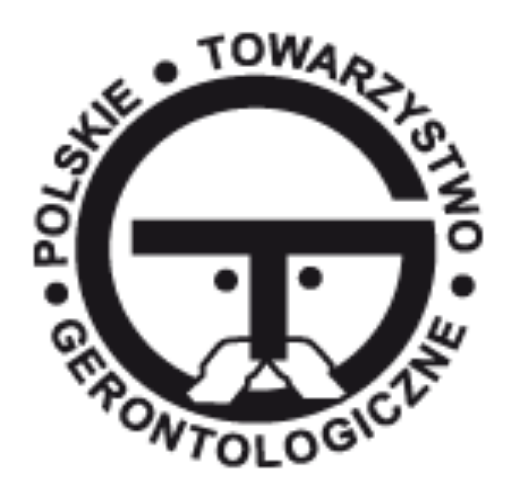 POLSKIE • TOWARZYSTWO •
• GERONTOLOGICZNE •